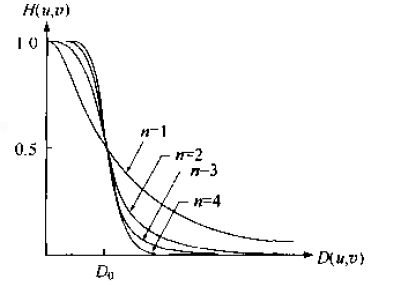 H(u,v)
1 0
n=1
0.5
n=2
n=3
n=4
D(u,v)
D₀